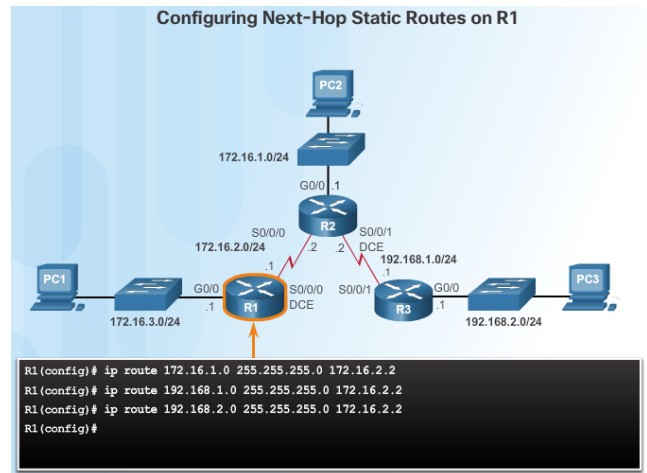 Configuring Next-Hop Static Routes on R1
PC2
172.16.1.0/24
G0/0 .1
R2
S0/0/0
S0/0/1
DCE
172.16.2.0/24
.2
.2
192.168.1.0/24
.1
.1
PC1
G0/0
S0/0/0
DCE
S0/0/1
G0/0
PC3
.1
R1
R3
.1
172.16.3.0/24
192.168.2.0/24
R1(config)# ip route 172.16.1.0 255.255.255.0 172.16.2.2
R1(config)# ip route 192.168.1.0 255.255.255.0 172.16.2.2
R1(config)# ip route 192.168.2.0 255.255.255.0 172.16.2.2
R1(config)#